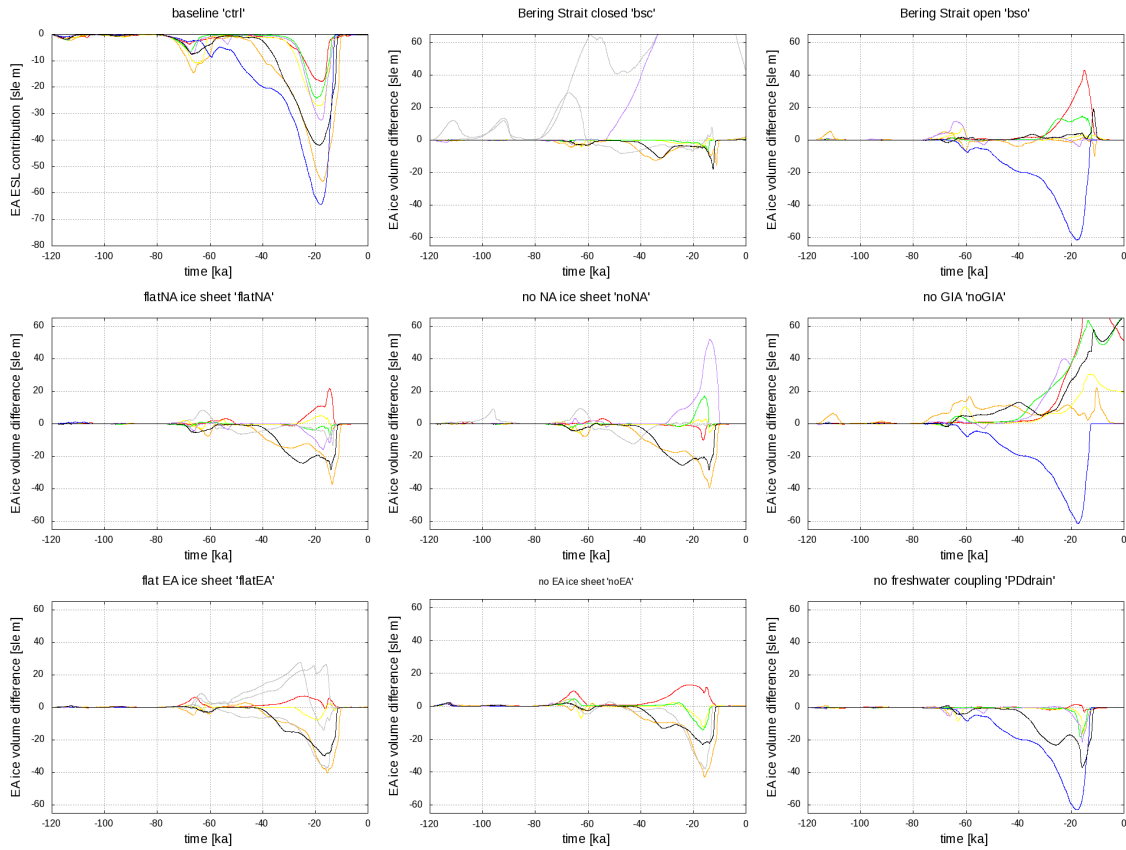 baseline 'ctrl'
EA ESL contribution [sle m]
0
-10
-20
-30
-40
-50
-60
-70
-80
-120 -100 -80 -60 -40 -20 0
time [ka]
Bering Strait closed 'bsc'
EA ice volume difference [sle m]
60
40
20
0
-20
-40
-60
-120 -100 -80 -60 -40 -20 0
time [ka]
Bering Strait open 'bso'
EA ice volume difference [sle m]
60
40
20
0
-20
-40
-60
-120 -100 -80 -60 -40 -20 0
time [ka]
flatNA ice sheet 'flatNA'
EA ice volume difference [sle m]
60
40
20
0
-20
-40
-60
-120 -100 -80 -60 -40 -20 0
time [ka]
no NA ice sheet 'noNA'
EA ice volume difference [sle m]
60
40
20
0
-20
-40
-60
-120 -100 -80 -60 -40 -20 0
time [ka]
no GIA 'noGIA'
EA ice volume difference [sle m]
60
40
20
0
-20
-40
-60
-120 -100 -80 -60 -40 -20 0
time [ka]
flat EA ice sheet 'flatEA'
EA ice volume difference [sle m]
60
40
20
0
-20
-40
-60
-120 -100 -80 -60 -40 -20 0
time [ka]
no EA ice sheet 'noEA'
EA ice volume difference [sle m]
60
40
20
0
-20
-40
-60
-120 -100 -80 -60 -40 -20 0
time [ka]
no freshwater coupling 'PDdrain'
EA ice volume difference [sle m]
60
40
20
0
-20
-40
-60
-120 -100 -80 -60 -40 -20 0
time [ka]